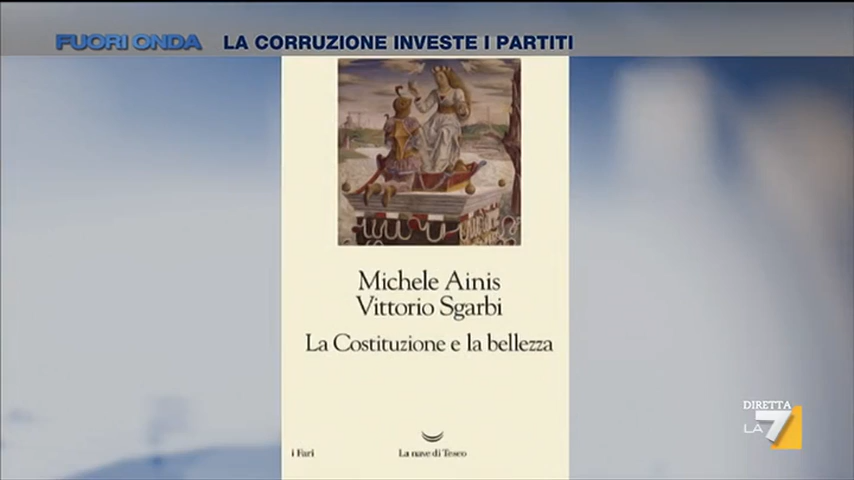 FUORI ONDA LA CORRUZIONE INVESTE I PARTITI
Michele Ainis
Vittorio Sgarbi
La Costituzione e la bellezza
i Fari La nave di Teseo
DIRETTA
LA7